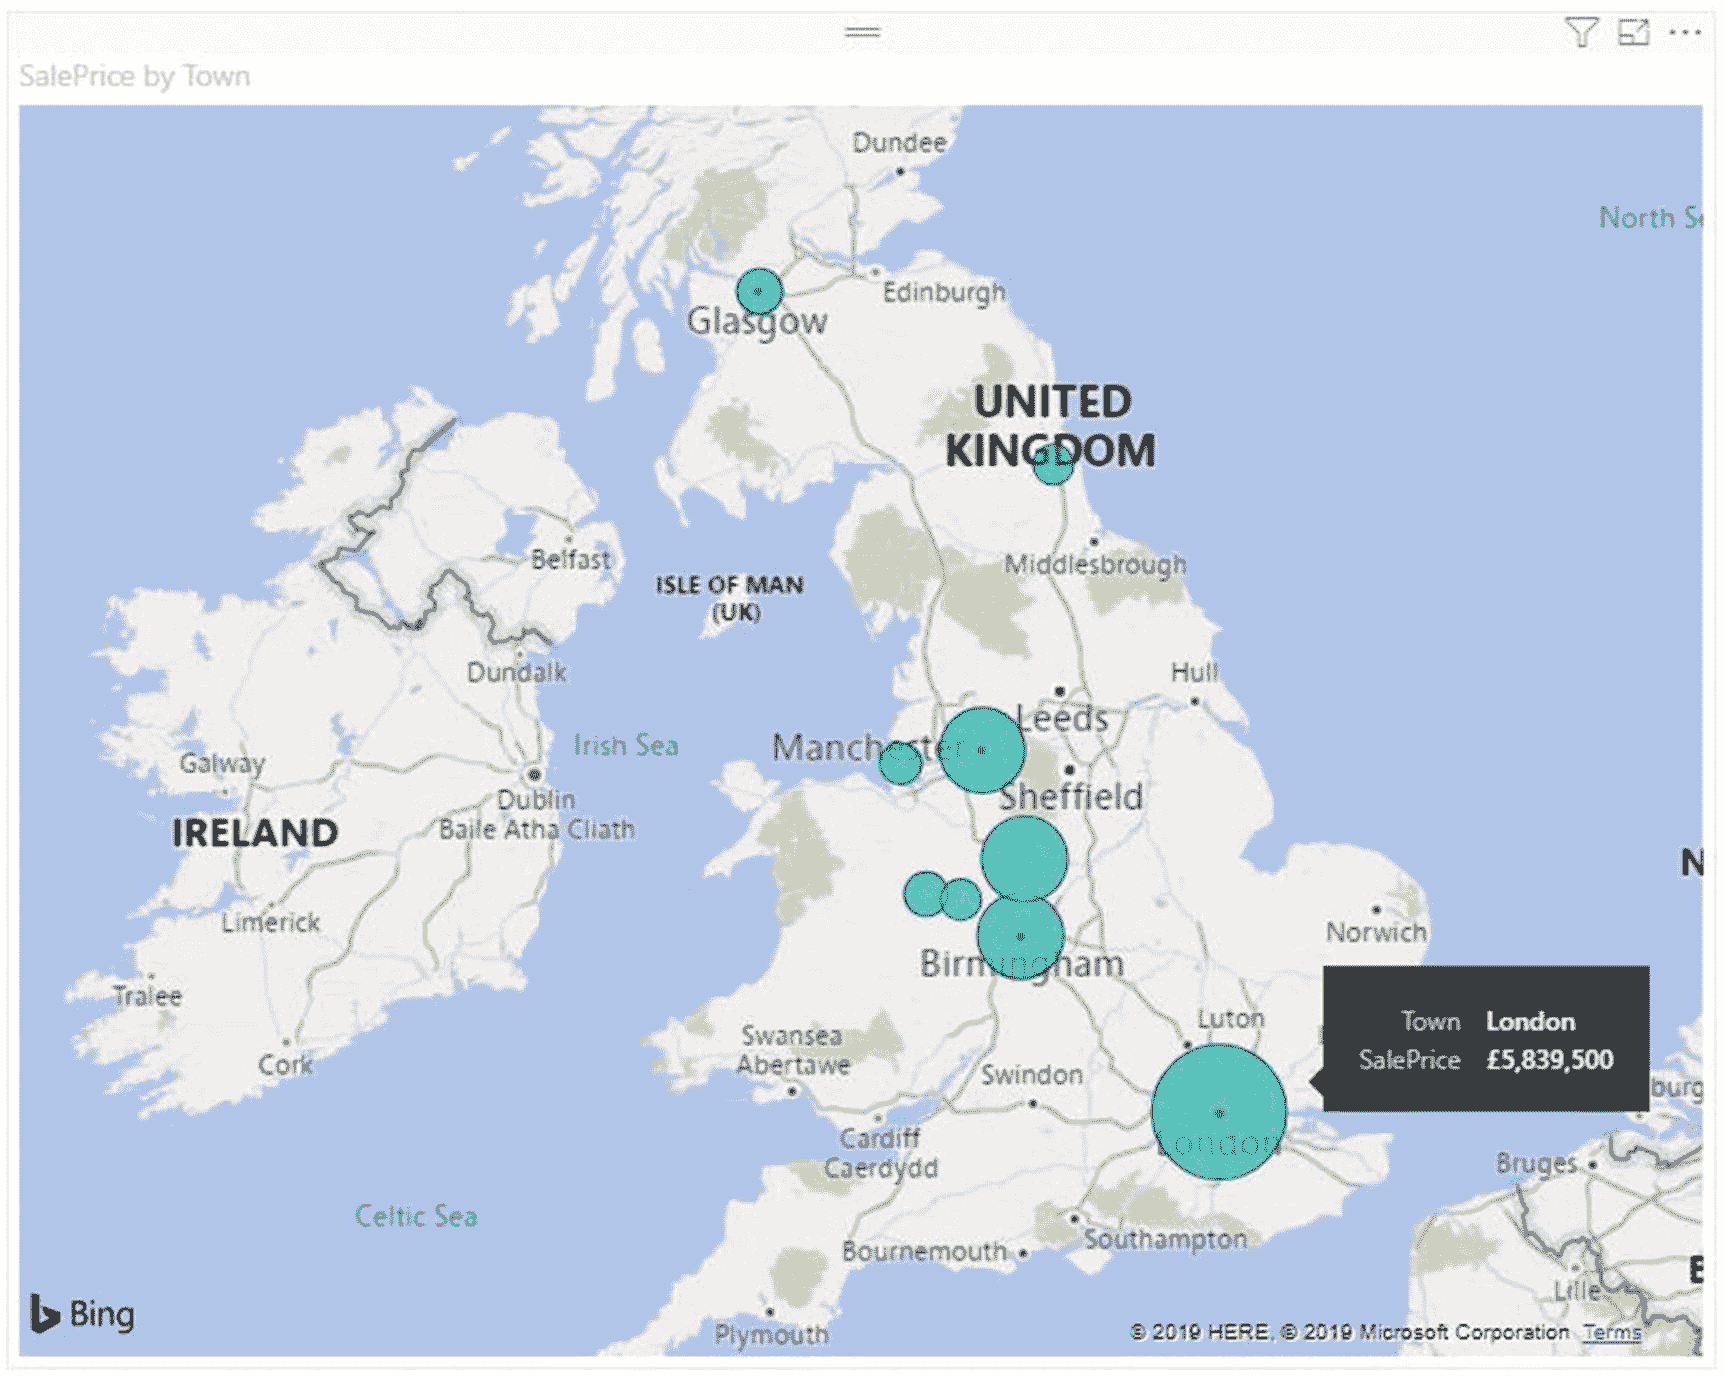 SalePrice by Town
Dundee
North Se
Edinburgh
Glasgow
UNITED
KINGDOM
Belfast
ISLE OF MAN
(UK)
Middlesbrough
Dundalk
Hull
Leeds
Irish Sea
Manchester
Galway
Sheffield
Dublin
Baile Atha Cliath
IRELAND
N
Limerick
Norwich
Birmingham
Tralee
Luton
Town London
SalePrice £5,839,500
Swansea
Abertawe
Cork
Swindon
burg
Cardiff
Caerdydd
London
Bruges
Celtic Sea
Southampton
Bournemouth
Lille
Bing
Plymouth
© 2019 HERE, © 2019 Microsoft Corporation Terms